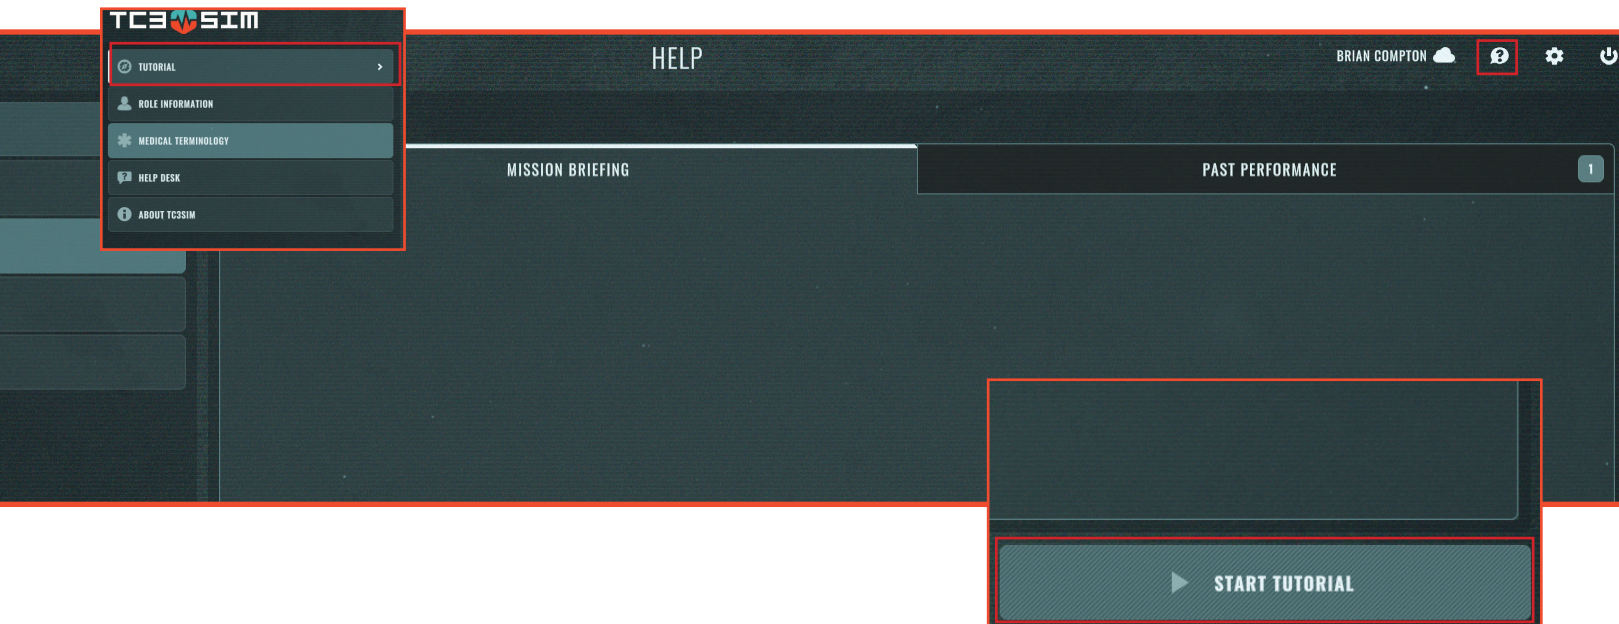 TC3SIM
TUTORIAL
ROLE INFORMATION
MEDICAL TERMINOLOGY
HELP DESK
ABOUT TC3SIM
HELP
BRIAN COMPTON
MISSION BRIEFING
PAST PERFORMANCE
1
START TUTORIAL